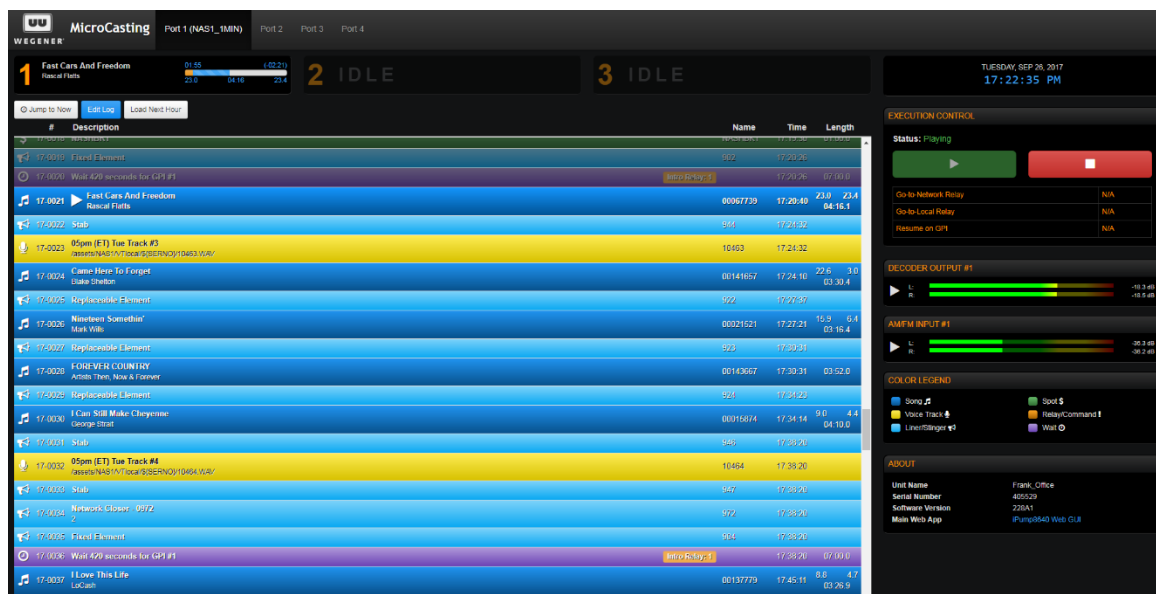 WEGENER
MicroCasting Port 1 (NAS1_1MIN) Port 2 Port 3 Port 4
1 Fast Cars And Freedom 01:55 (-02:21)
Rascal Flatts 23.0 04:16 23.4
2 IDLE
3 IDLE
TUESDAY, SEP 26, 2017
17:22:35 PM
Jump to Now Edit Log Load Next Hour
# Description Name Time Length
17-0019 Fixed Element 902 17:20:26
17-0020 Wait 420 seconds for GPI #1 Intro Relay: 1 17:20:26 07:00.0
17-0021 Fast Cars And Freedom 00067739 17:20:40 23.0 23.4
Rascal Flatts 04:16.1
17-0022 Stab 944 17:24:32
17-0023 05pm (ET) Tue Track #3 10463 17:24:32
/assets/NAS1/VTlocal/${SERNO}/10463.WAV
17-0024 Came Here To Forget 00141657 17:24:10 22.6 3.0
Blake Shelton 03:30.4
17-0025 Replaceable Element 922 17:27:37
17-0026 Nineteen Somethin' 00021521 17:27:21 15.9 6.4
Mark Wills 03:16.4
17-0027 Replaceable Element 923 17:30:31
17-0028 FOREVER COUNTRY 00143667 17:30:31 03:52.0
Artists Then, Now & Forever
17-0029 Replaceable Element 924 17:34:23
17-0030 I Can Still Make Cheyenne 00015874 17:34:14 9.0 4.4
George Strait 04:10.0
17-0031 Stab 946 17:38:20
17-0032 05pm (ET) Tue Track #4 10464 17:38:20
/assets/NAS1/VTlocal/${SERNO}/10464.WAV
17-0033 Stab 947 17:38:20
17-0034 Network Closer 0972 972 17:38:20
2
17-0035 Fixed Element 904 17:38:20
17-0036 Wait 420 seconds for GPI #1 Intro Relay: 1 17:38:20 07:00.0
17-0037 I Love This Life 00137779 17:45:11 8.8 4.7
LoCash 03:26.9
EXECUTION CONTROL
Status: Playing
Go-to Network Relay N/A
Go-to-Local Relay N/A
Resume on GPI N/A
DECODER OUTPUT #1
L: -18.3 dB
R: -18.5 dB
AM/FM INPUT #1
L: -36.3 dB
R: -36.2 dB
COLOR LEGEND
Song Spot $
Voice Track Relay/Command !
Liner/Stinger Wait
ABOUT
Unit Name Frank_Office
Serial Number 405529
Software Version 228A1
Main Web App iPump8640 Web GUI